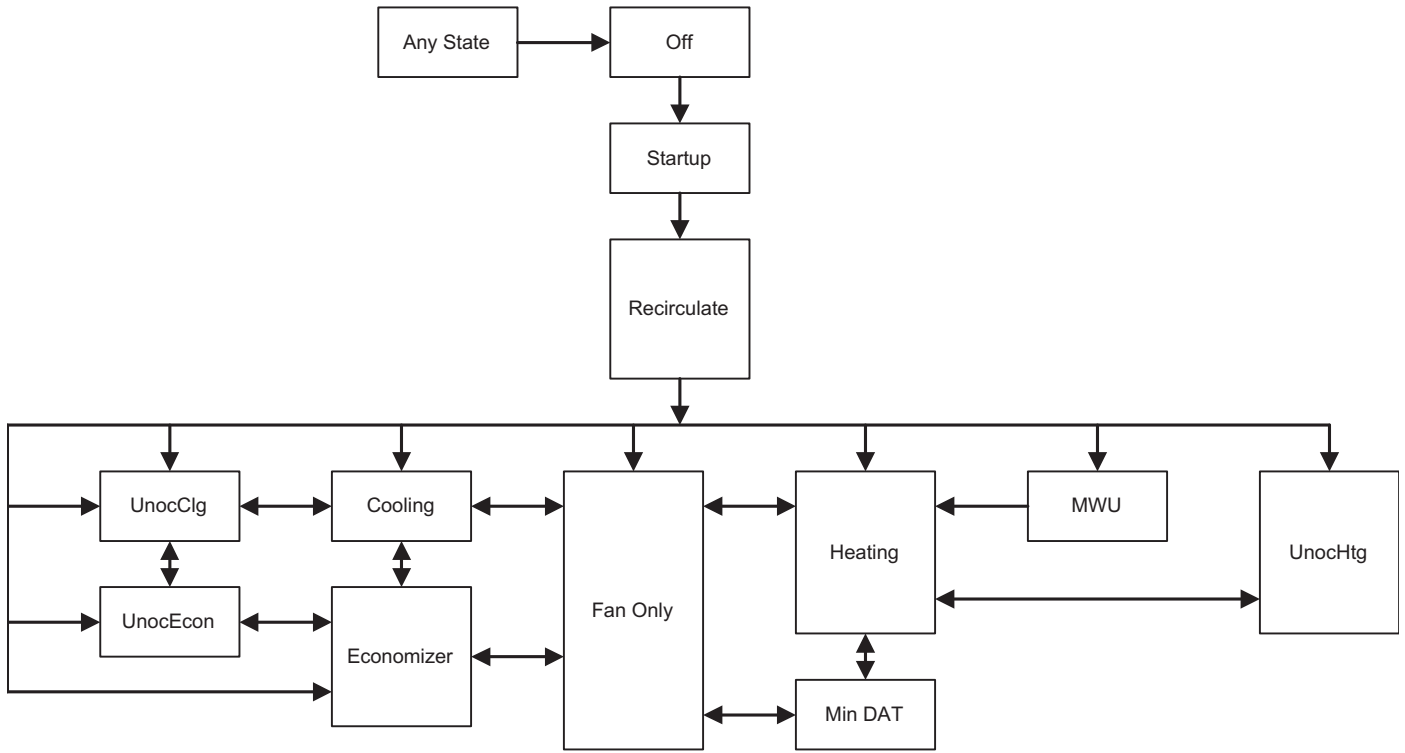 Any State
Off
Startup
Recirculate
UnocClg
Cooling
MWU
Heating
UnocHtg
Fan Only
UnocEcon
Economizer
Min DAT